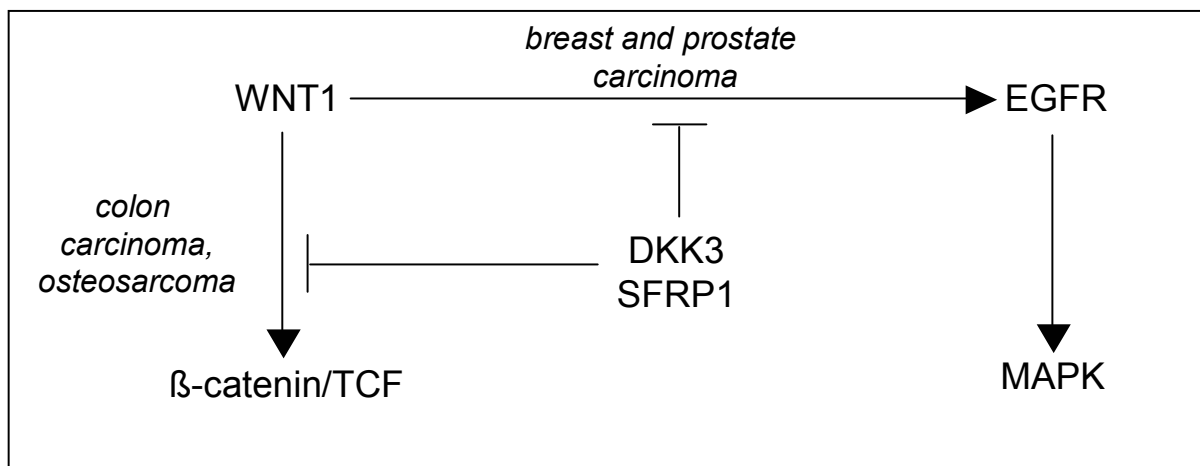 breast and prostate
carcinoma
WNT1
EGFR
colon
carcinoma,
osteosarcoma
DKK3
SFRP1
ß-catenin/TCF
MAPK